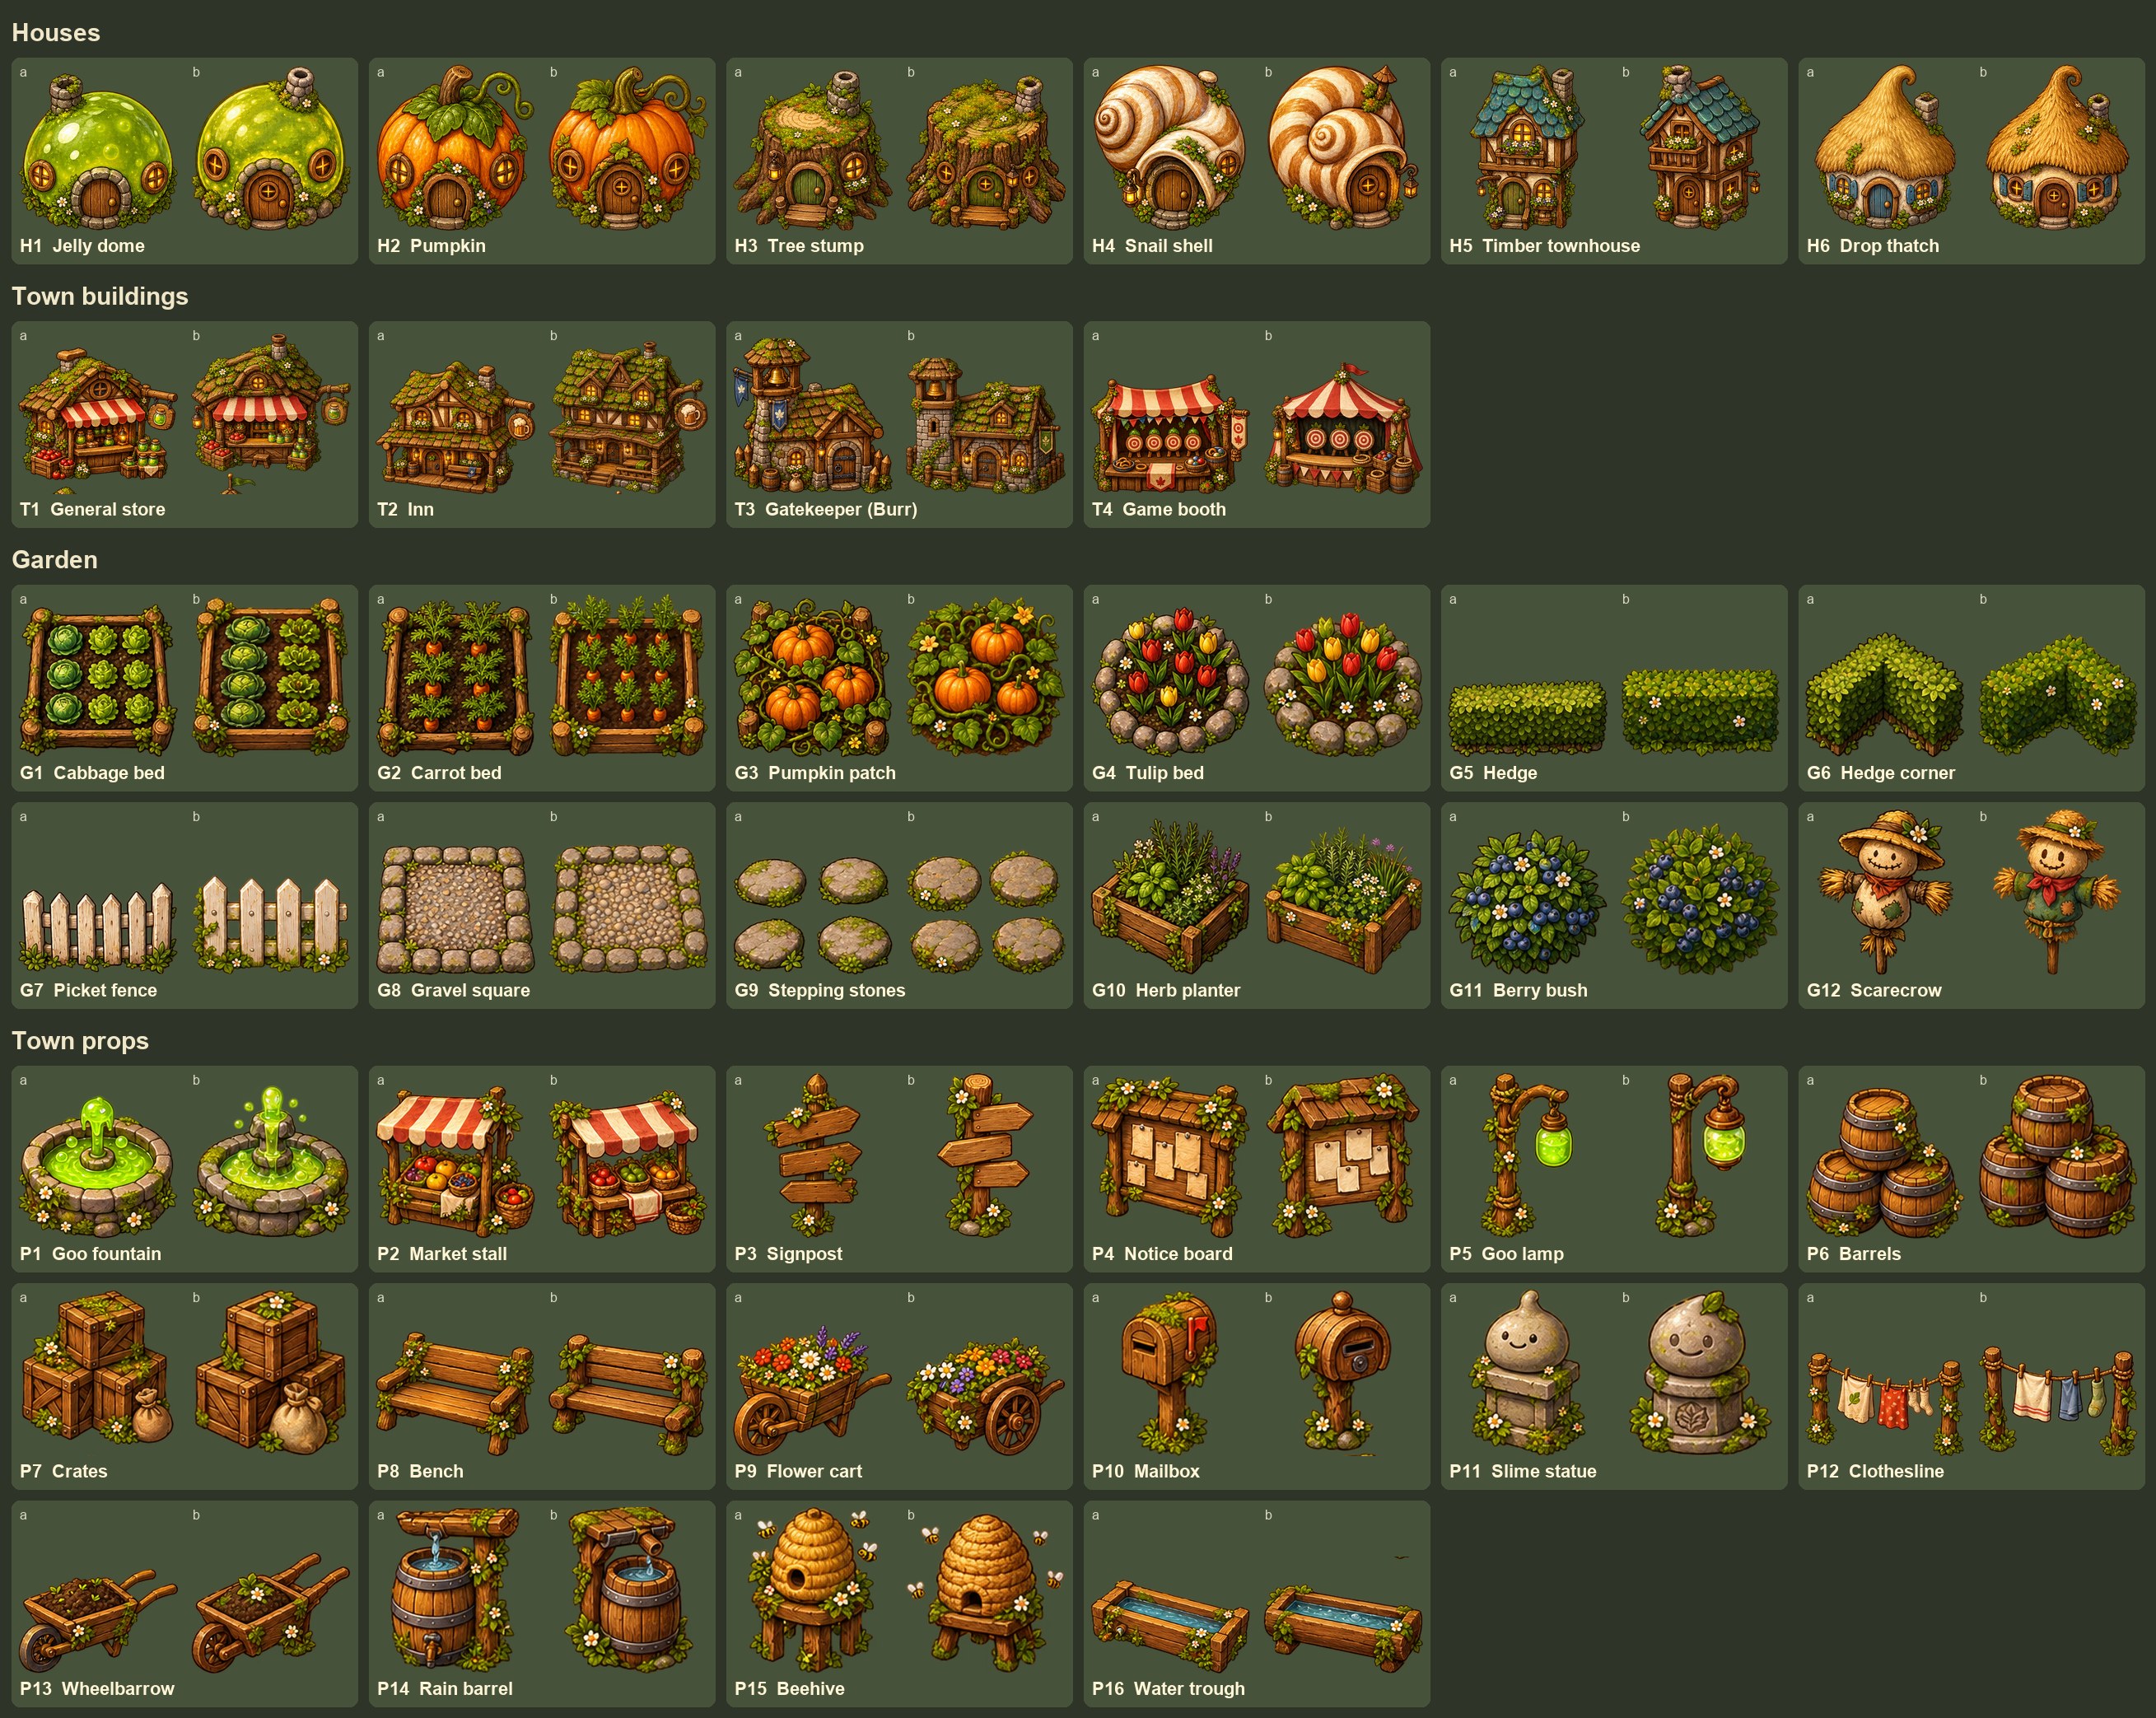 Houses
a b a b a b a b a b a b
H1 Jelly dome H2 Pumpkin H3 Tree stump H4 Snail shell H5 Timber townhouse H6 Drop thatch
Town buildings
a b a b a b a b
T1 General store T2 Inn T3 Gatekeeper (Burr) T4 Game booth
Garden
a b a b a b a b a b a b
G1 Cabbage bed G2 Carrot bed G3 Pumpkin patch G4 Tulip bed G5 Hedge G6 Hedge corner
a b a b a b a b a b a b
G7 Picket fence G8 Gravel square G9 Stepping stones G10 Herb planter G11 Berry bush G12 Scarecrow
Town props
a b a b a b a b a b a b
P1 Goo fountain P2 Market stall P3 Signpost P4 Notice board P5 Goo lamp P6 Barrels
a b a b a b a b a b a b
P7 Crates P8 Bench P9 Flower cart P10 Mailbox P11 Slime statue P12 Clothesline
a b a b a b a b
P13 Wheelbarrow P14 Rain barrel P15 Beehive P16 Water trough